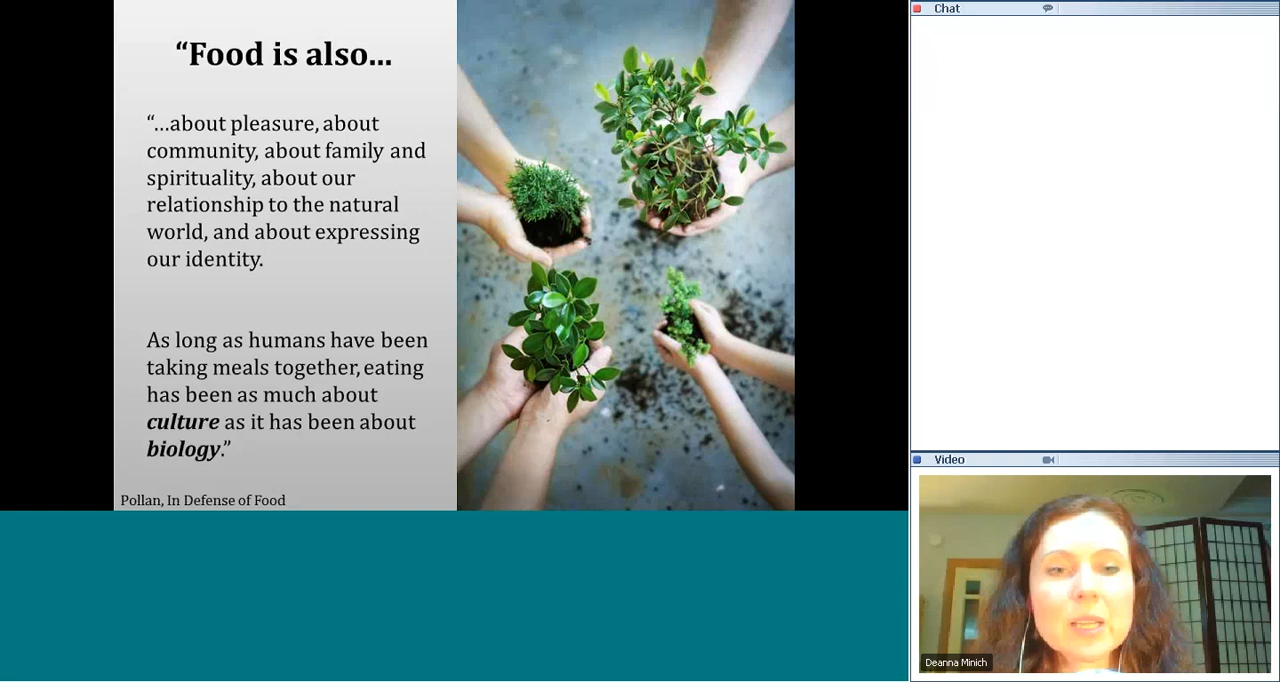 “Food is also...
“...about pleasure, about
community, about family and
spirituality, about our
relationship to the natural
world, and about expressing
our identity.
As long as humans have been
taking meals together, eating
has been as much about
culture as it has been about
biology.”
Pollan, In Defense of Food
Chat
Video
Deanna Minich